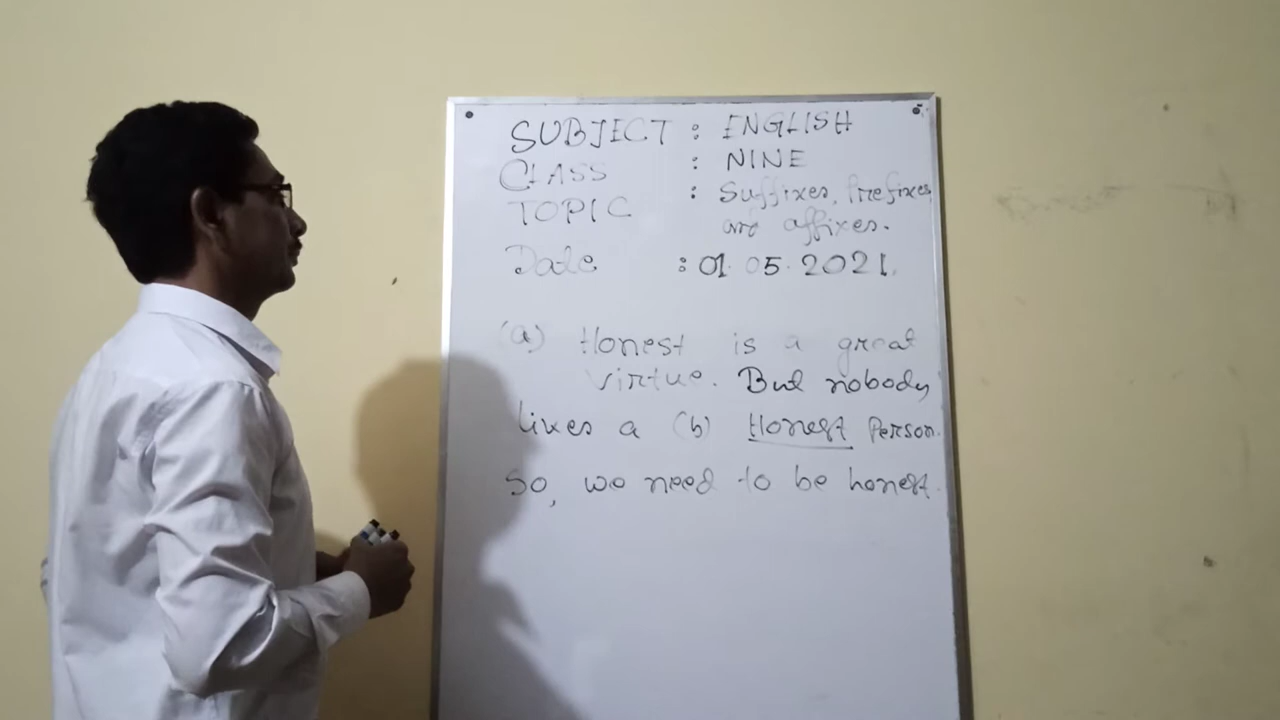 SUBJECT : ENGLISH
CLASS : NINE
TOPIC : Suffixes, Prefixes
and affixes.
Date : 01.05.2021.
(a) Honest is a great
virtue. But nobody
likes a (b) Honest Person.
So, we need to be honest.